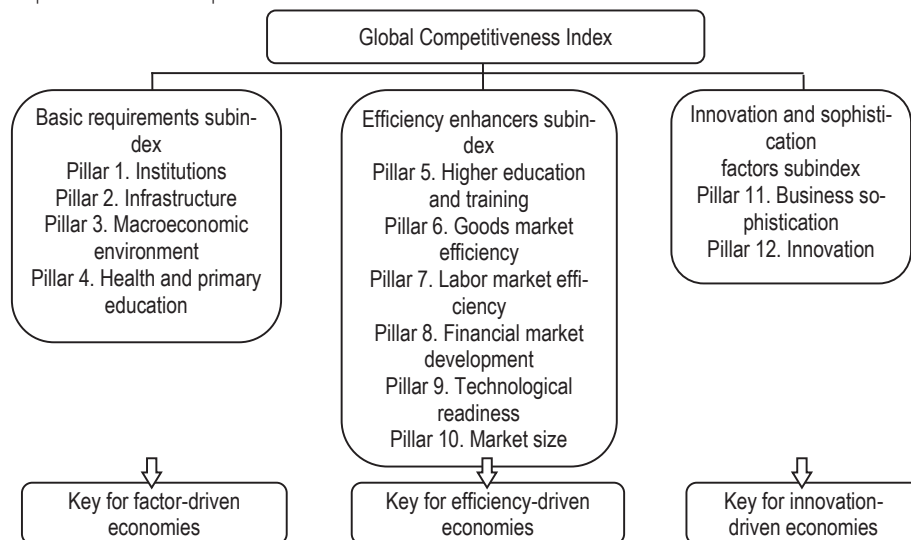 Global Competitiveness Index
Basic requirements subin-
dex
Pillar 1. Institutions
Pillar 2. Infrastructure
Pillar 3. Macroeconomic
environment
Pillar 4. Health and primary
education
Efficiency enhancers subin-
dex
Pillar 5. Higher education
and training
Pillar 6. Goods market
efficiency
Pillar 7. Labor market effi-
ciency
Pillar 8. Financial market
development
Pillar 9. Technological
readiness
Pillar 10. Market size
Innovation and sophisti-
cation
factors subindex
Pillar 11. Business so-
phistication
Pillar 12. Innovation
Key for factor-driven
economies
Key for efficiency-driven
economies
Key for innovation-
driven economies